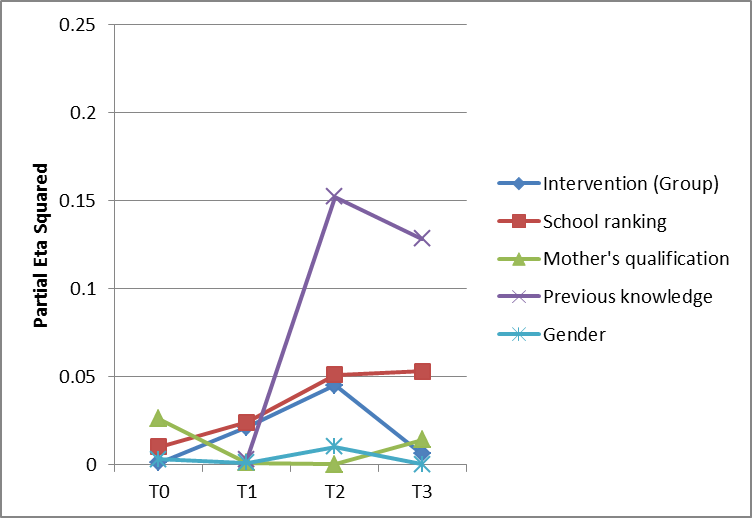 0.25
0.2
0.15
0.1
0.05
0
Partial Eta Squared
T0 T1 T2 T3
Intervention (Group)
School ranking
Mother's qualification
Previous knowledge
Gender